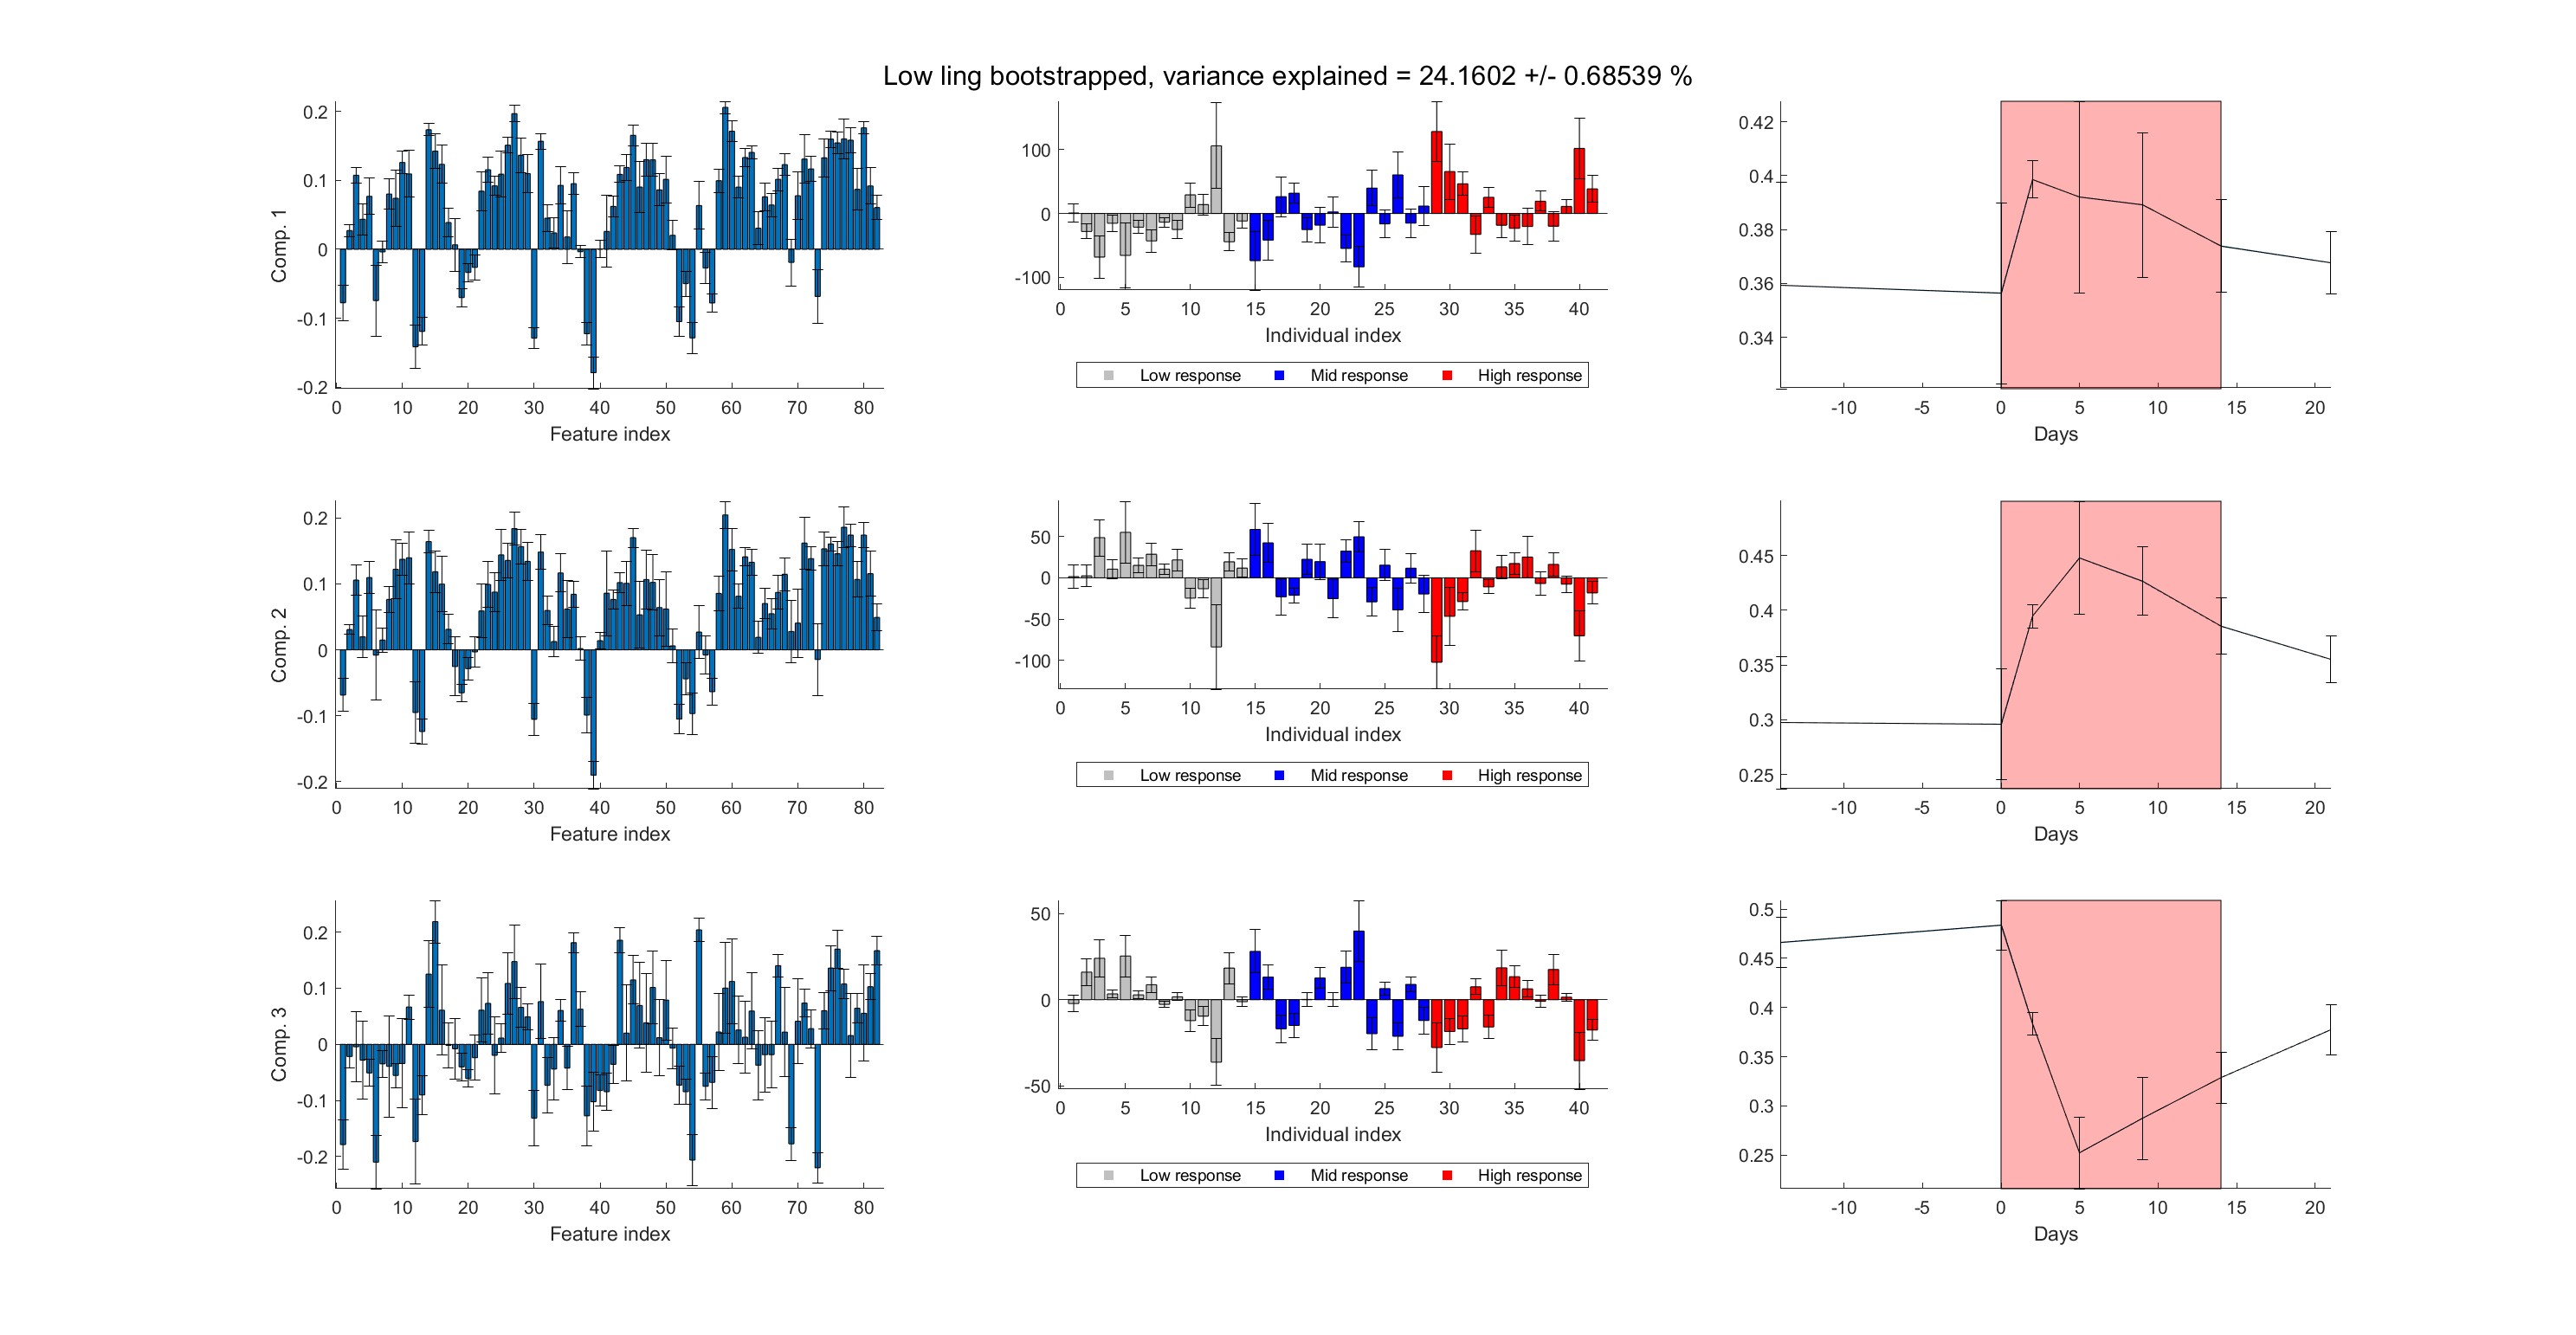 Low ling bootstrapped, variance explained = 24.1602 +/- 0.68539 %
Comp. 1
0.2
0.1
0
-0.1
-0.2
0 10 20 30 40 50 60 70 80
Feature index
100
0
-100
0 5 10 15 20 25 30 35 40
Individual index
Low response Mid response High response
0.42
0.4
0.38
0.36
0.34
-10 -5 0 5 10 15 20
Days
Comp. 2
0.2
0.1
0
-0.1
-0.2
0 10 20 30 40 50 60 70 80
Feature index
50
0
-50
-100
0 5 10 15 20 25 30 35 40
Individual index
Low response Mid response High response
0.45
0.4
0.35
0.3
0.25
-10 -5 0 5 10 15 20
Days
Comp. 3
0.2
0.1
0
-0.1
-0.2
0 10 20 30 40 50 60 70 80
Feature index
50
0
-50
0 5 10 15 20 25 30 35 40
Individual index
Low response Mid response High response
0.5
0.45
0.4
0.35
0.3
0.25
-10 -5 0 5 10 15 20
Days